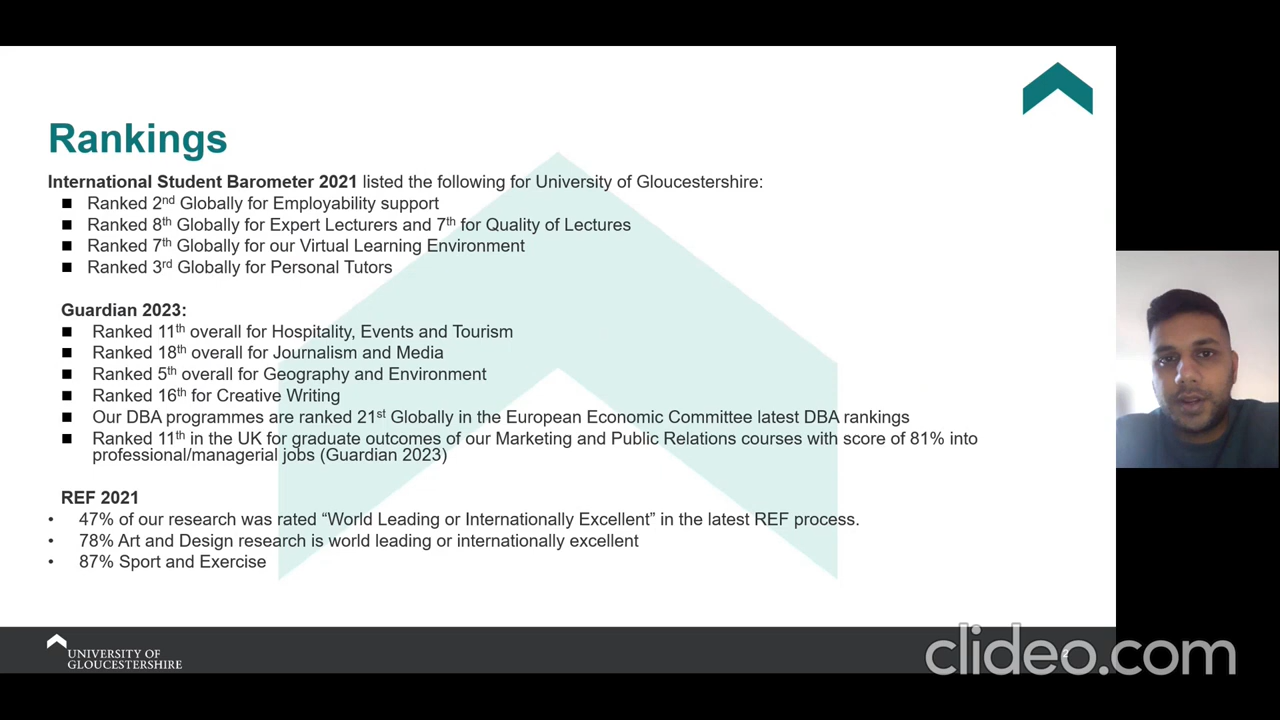 Rankings
International Student Barometer 2021 listed the following for University of Gloucestershire:
■ Ranked 2nd Globally for Employability support
■ Ranked 8th Globally for Expert Lecturers and 7th for Quality of Lectures
■ Ranked 7th Globally for our Virtual Learning Environment
■ Ranked 3rd Globally for Personal Tutors
Guardian 2023:
■ Ranked 11th overall for Hospitality, Events and Tourism
■ Ranked 18th overall for Journalism and Media
■ Ranked 5th overall for Geography and Environment
■ Ranked 16th for Creative Writing
■ Our DBA programmes are ranked 21st Globally in the European Economic Committee latest DBA rankings
■ Ranked 11th in the UK for graduate outcomes of our Marketing and Public Relations courses with score of 81% into
professional/managerial jobs (Guardian 2023)
REF 2021
• 47% of our research was rated “World Leading or Internationally Excellent” in the latest REF process.
• 78% Art and Design research is world leading or internationally excellent
• 87% Sport and Exercise
UNIVERSITY OF
GLOUCESTERSHIRE
2
clideo.com